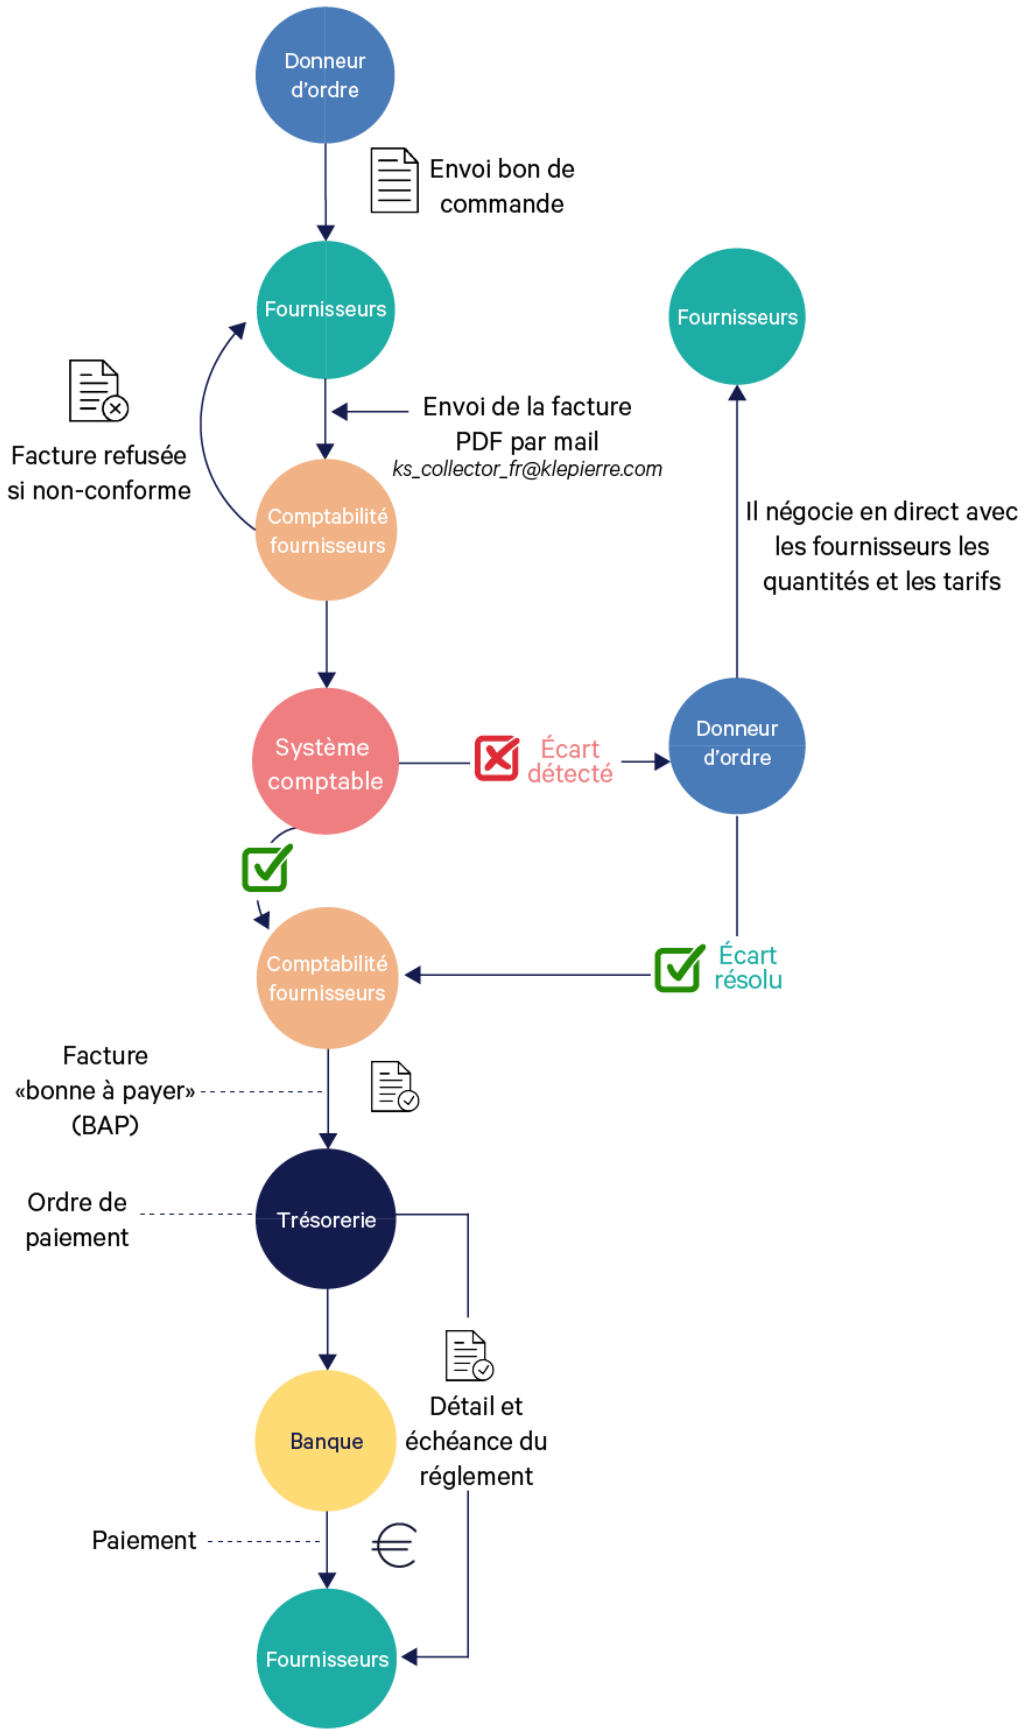 Donneur
d'ordre
Envoi bon de
commande
Fournisseurs
Fournisseurs
Facture refusée
si non-conforme
Envoi de la facture
PDF par mail
ks_collector_fr@klepierre.com
Comptabilité
fournisseurs
Il négocie en direct avec
les fournisseurs les
quantités et les tarifs
Système
comptable
Écart
détecté
Donneur
d'ordre
Comptabilité
fournisseurs
Écart
résolu
Facture
«bonne à payer»
(BAP)
Ordre de
paiement
Trésorerie
Banque
Détail et
échéance du
réglement
Paiement
€
Fournisseurs